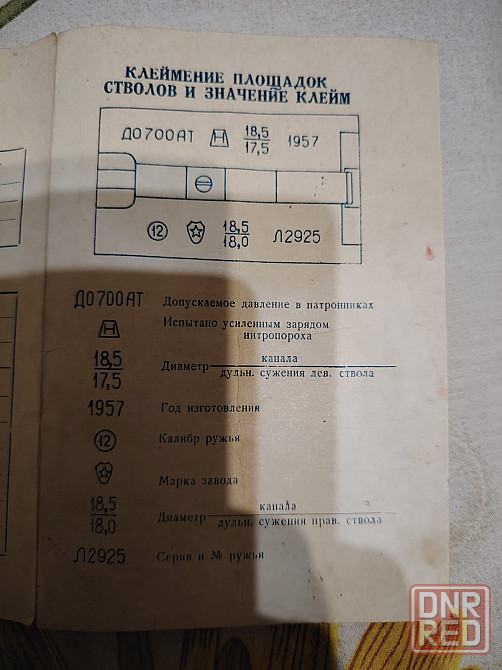 КЛЕЙМЕНИЕ ПЛОЩАДОК
СТВОЛОВ И ЗНАЧЕНИЕ КЛЕЙМ
ДО700АТ Н 18,5 1957
17,5
12 18,5 Л2925
18,0
ДО700АТ Допускаемое давление в патронниках
Н Испытано усиленным зарядом
нитропороха
18,5 Диаметр канала
17,5 дульн. сужения лев. ствола
1957 Год изготовления
12 Калибр ружья
Марка завода
18,5 Диаметр канала
18,0 дульн. сужения прав. ствола
Л2925 Серия и № ружья
DNR
RED